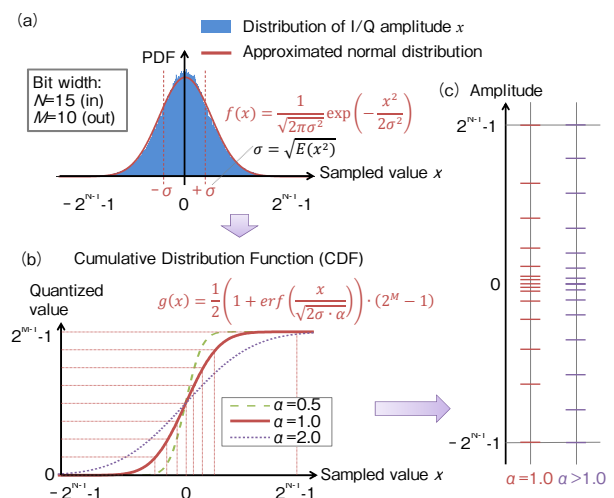 (a)
Distribution of I/Q amplitude x
Approximated normal distribution
PDF
Bit width:
N=15 (in)
M=10 (out)
f(x) = 1/√(2πσ²) exp(−x²/2σ²)
σ = √E(x²)
−σ
+σ
Sampled value x
−2^(N-1)-1
0
2^(N-1)-1
(b)
Cumulative Distribution Function (CDF)
Quantized
value
g(x) = 1/2 (1 + erf(x/√(2σ·α))) · (2^M − 1)
2^(M-1)-1
α=0.5
α=1.0
α=2.0
0
−2^(N-1)-1
0
2^(N-1)-1
Sampled value x
(c)
Amplitude
2^(N-1)-1
0
−2^(N-1)-1
α=1.0
α>1.0